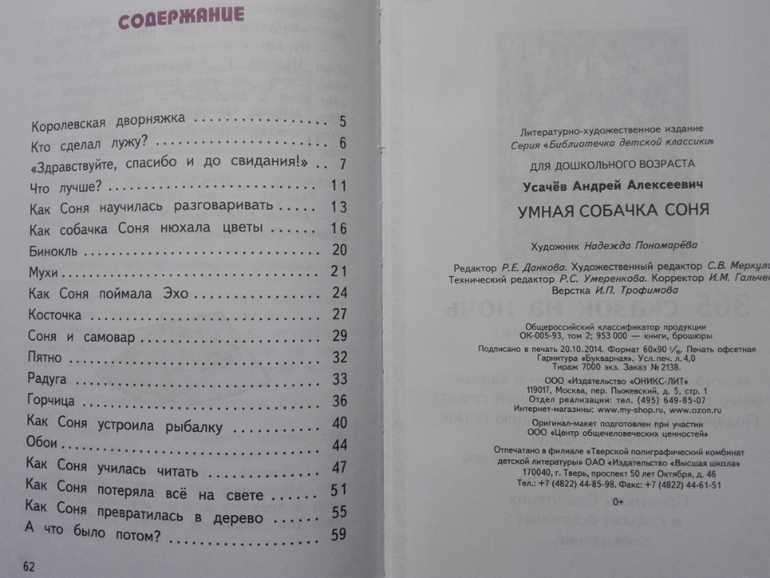 СОДЕРЖАНИЕ
Королевская дворняжка ................ 5
Кто сделал лужу? ..................... 6
«Здравствуйте, спасибо и до свидания!».. 7
Что лучше? .......................... 11
Как Соня научилась разговаривать ..... 13
Как собачка Соня нюхала цветы ...... 16
Бинокль ............................. 20
Мухи ................................ 21
Как Соня поймала Эхо ................ 24
Косточка ............................ 27
Соня и самовар ...................... 29
Пятно ............................... 32
Радуга .............................. 33
Горчица ............................. 36
Как Соня устроила рыбалку ........... 40
Обои ................................ 44
Как Соня училась читать ............. 47
Как Соня потеряла всё на свете ...... 51
Как Соня превратилась в дерево ...... 55
А что было потом? ................... 59
62
Литературно-художественное издание
Серия «Библиотечка детской классики»
ДЛЯ ДОШКОЛЬНОГО ВОЗРАСТА
Усачёв Андрей Алексеевич
УМНАЯ СОБАЧКА СОНЯ
Художник Надежда Пономарёва
Редактор Р.Е. Данкова. Художественный редактор С.В. Меркул
Технический редактор Р.С. Умеренкова. Корректор И.М. Гальчен
Верстка И.П. Трофимова
Общероссийский классификатор продукции
ОК-005-93, том 2; 953 000 — книги, брошюры
Подписано в печать 20.10.2014. Формат 60х90 1/16. Печать офсетная
Гарнитура «Букварная». Усл.печ. л. 4,0
Тираж 7000 экз. Заказ № 2138.
ООО «Издательство «ОНИКС-ЛИТ»
119017, Москва, пер. Пыжевский, д. 5, стр. 1
Отдел реализации: тел. (495) 649-85-07
Интернет-магазины: www.my-shop.ru, www.ozon.ru
Оригинал-макет подготовлен при участии
ООО «Центр общечеловеческих ценностей»
Отпечатано в филиале «Тверской полиграфический комбинат
детской литературы» ОАО «Издательство «Высшая школа»
170040, г. Тверь, проспект 50 лет Октября, д. 46
Тел.: +7 (4822) 44-85-98. Факс: +7 (4822) 44-61-51
0+